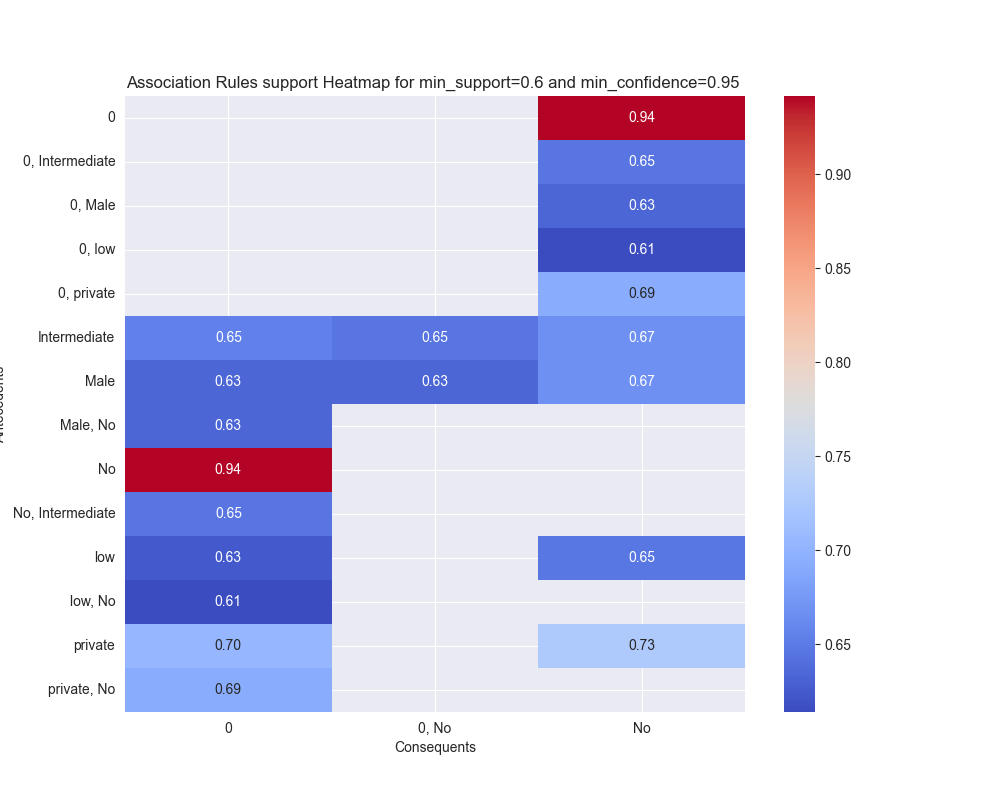 Association Rules support Heatmap for min_support=0.6 and min_confidence=0.95
0 0.94
0, Intermediate 0.65
0, Male 0.63
0, low 0.61
0, private 0.69
Intermediate 0.65 0.65 0.67
Male 0.63 0.63 0.67
Male, No 0.63
No 0.94
No, Intermediate 0.65
low 0.63 0.65
low, No 0.61
private 0.70 0.73
private, No 0.69
0 0, No No
Consequents
0.90
0.85
0.80
0.75
0.70
0.65